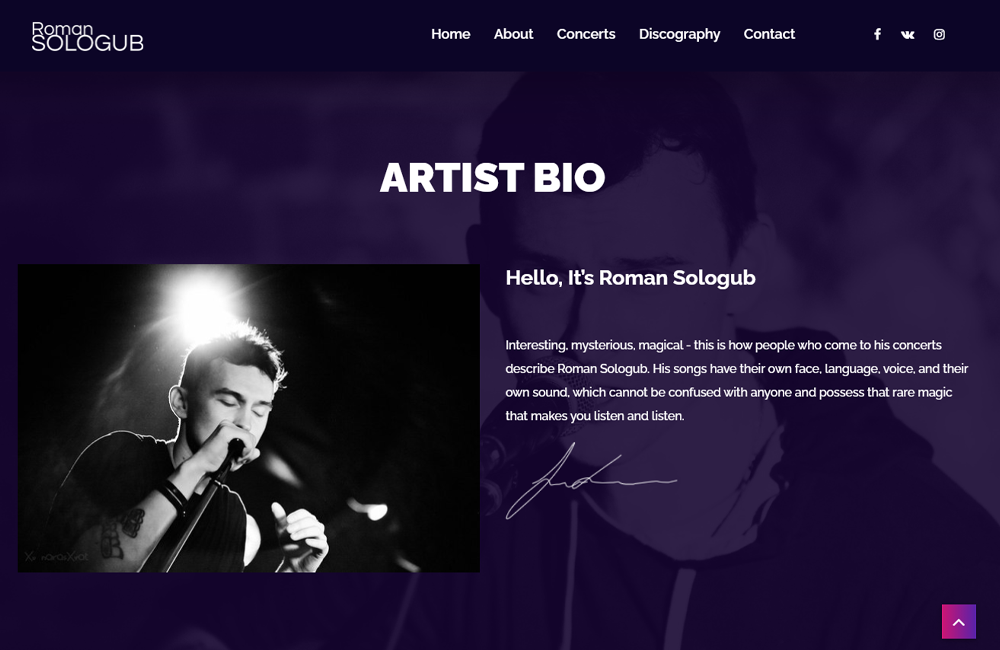 Roman
SOLOGUB
Home About Concerts Discography Contact
ARTIST BIO
Hello, It's Roman Sologub
Interesting, mysterious, magical - this is how people who come to his concerts
describe Roman Sologub. His songs have their own face, language, voice, and their
own sound, which cannot be confused with anyone and possess that rare magic
that makes you listen and listen.